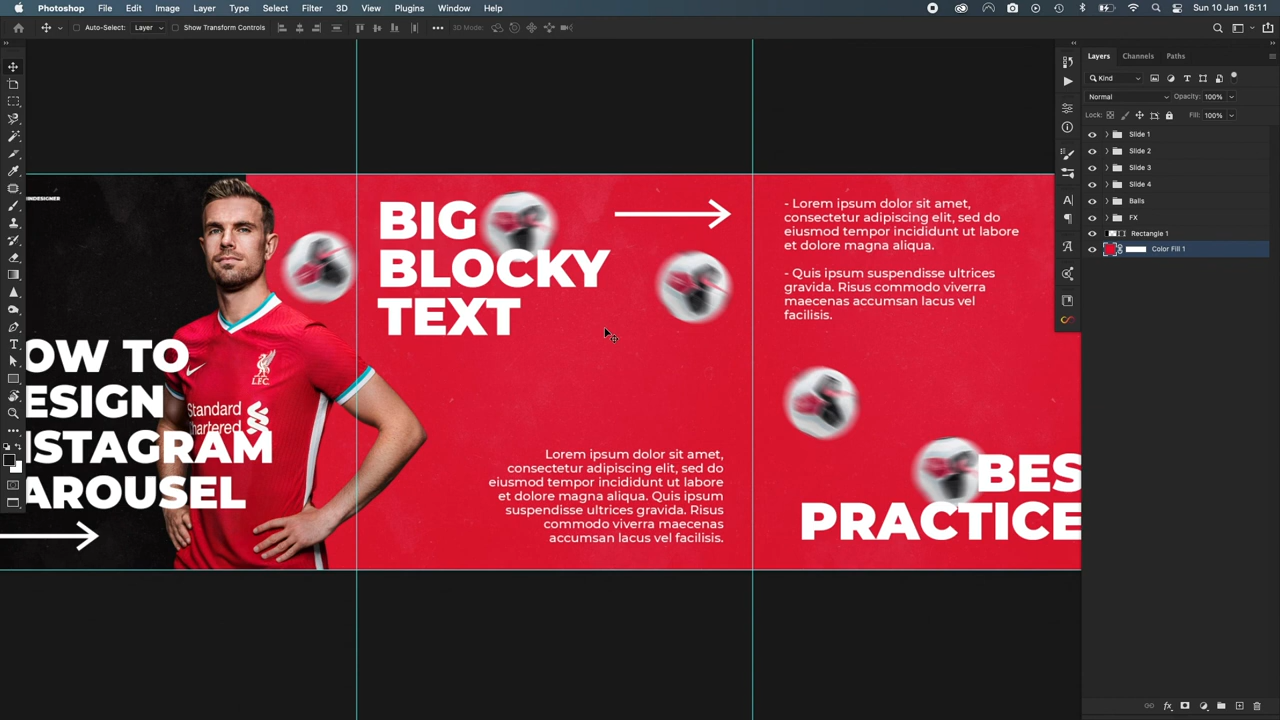 Photoshop File Edit Image Layer Type Select Filter 3D View Plugins Window Help
Sun 10 Jan 16:11
Auto-Select: Layer Show Transform Controls 3D Mode:
Layers Channels Paths
Kind
Normal Opacity: 100%
Lock: Fill: 100%
Slide 1
Slide 2
Slide 3
Slide 4
Balls
FX
Rectangle 1
Color Fill 1
OW TO
ESIGN
NSTAGRAM
AROUSEL
L.F.C.
Standard
Chartered
BIG
BLOCKY
TEXT
Lorem ipsum dolor sit amet,
consectetur adipiscing elit, sed do
eiusmod tempor incididunt ut labore
et dolore magna aliqua. Quis ipsum
suspendisse ultrices gravida. Risus
commodo viverra maecenas
accumsan lacus vel facilisis.
- Lorem ipsum dolor sit amet,
consectetur adipiscing elit, sed do
eiusmod tempor incididunt ut labore
et dolore magna aliqua.
- Quis ipsum suspendisse ultrices
gravida. Risus commodo viverra
maecenas accumsan lacus vel
facilisis.
BES
PRACTICE